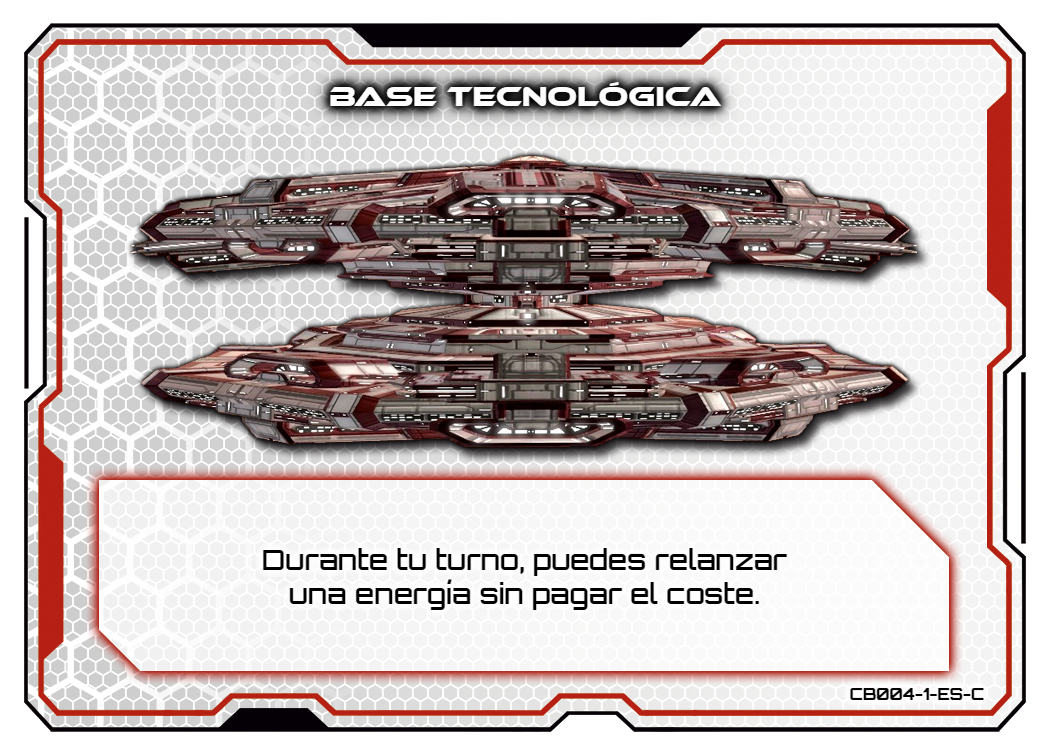 BASE TECNOLÓGICA
Durante tu turno, puedes relanzar
una energía sin pagar el coste.
CB004-1-ES-C